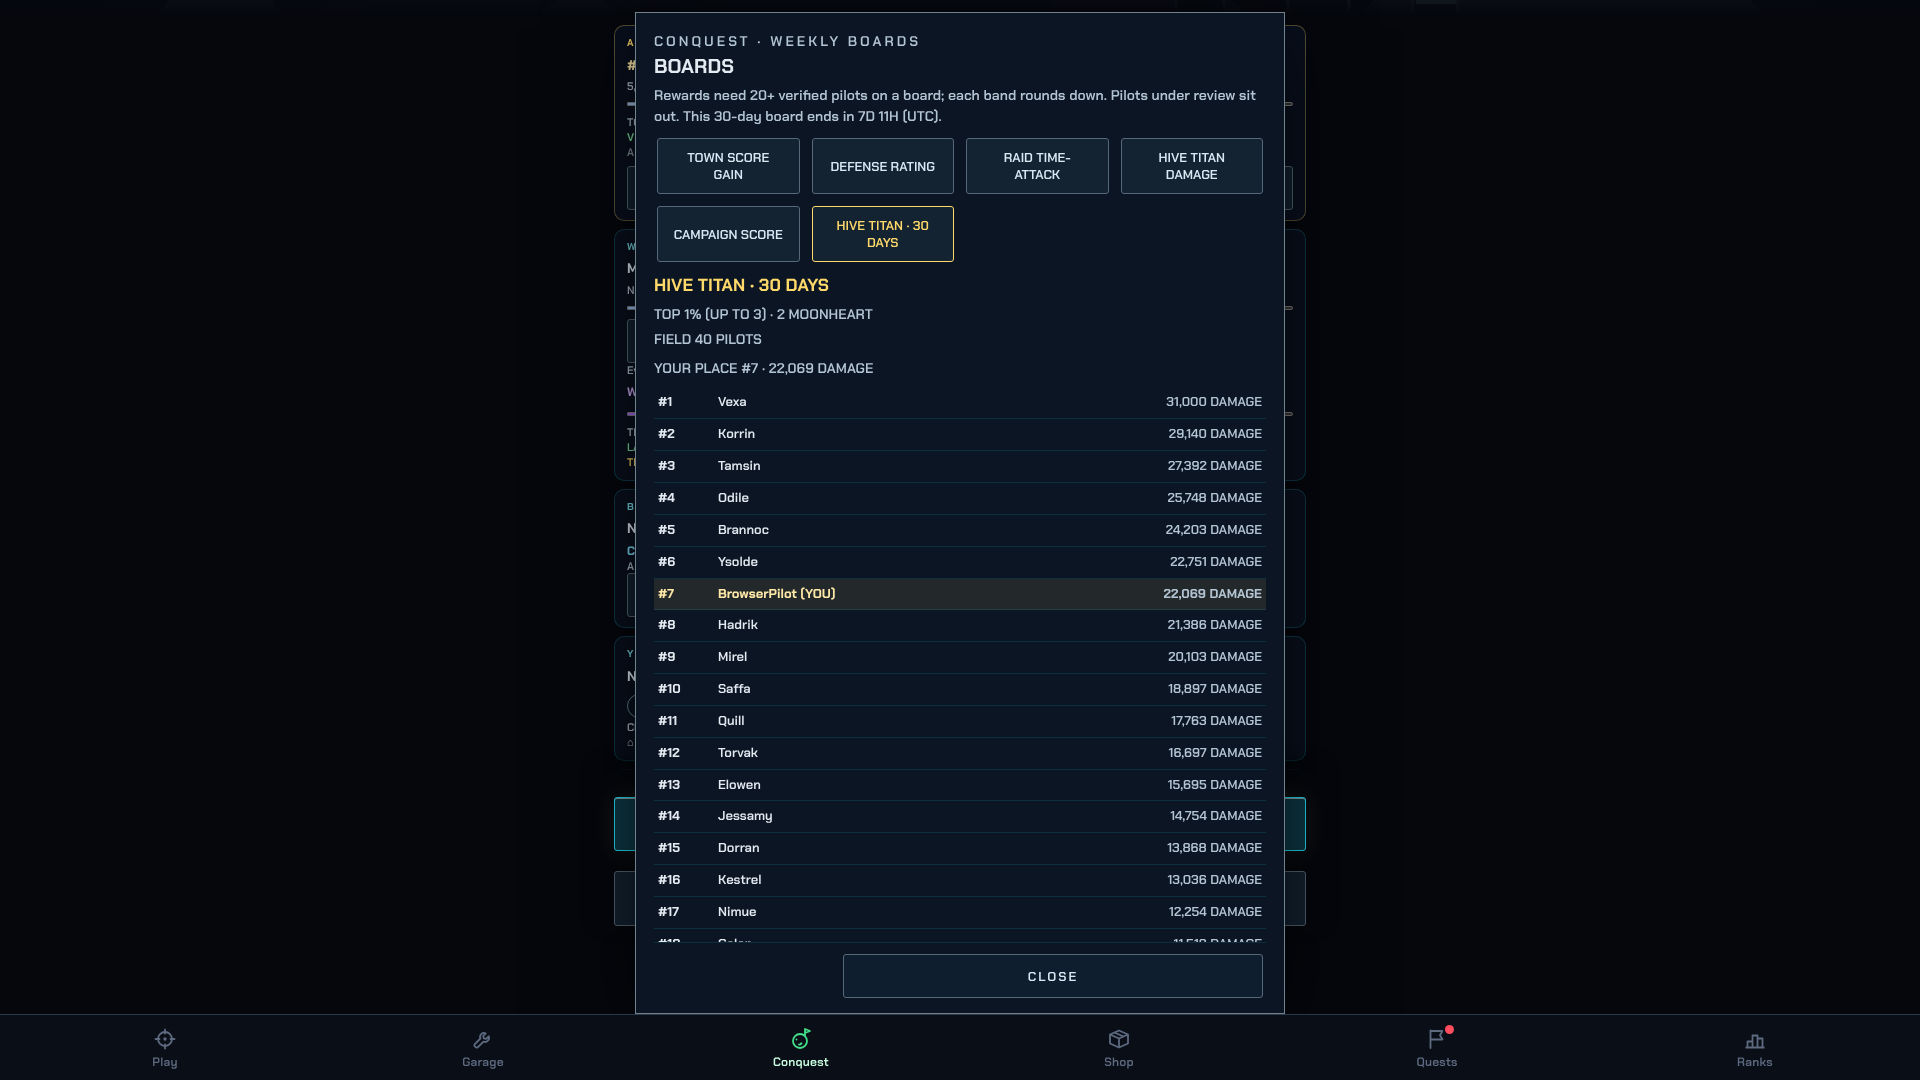 CONQUEST · WEEKLY BOARDS
BOARDS
Rewards need 20+ verified pilots on a board; each band rounds down. Pilots under review sit
out. This 30-day board ends in 7D 11H (UTC).
TOWN SCORE
GAIN
DEFENSE RATING
RAID TIME-
ATTACK
HIVE TITAN
DAMAGE
CAMPAIGN SCORE
HIVE TITAN · 30
DAYS
HIVE TITAN · 30 DAYS
TOP 1% (UP TO 3) · 2 MOONHEART
FIELD 40 PILOTS
YOUR PLACE #7 · 22,069 DAMAGE
#1 Vexa 31,000 DAMAGE
#2 Korrin 29,140 DAMAGE
#3 Tamsin 27,392 DAMAGE
#4 Odile 25,748 DAMAGE
#5 Brannoc 24,203 DAMAGE
#6 Ysolde 22,751 DAMAGE
#7 BrowserPilot (YOU) 22,069 DAMAGE
#8 Hadrik 21,386 DAMAGE
#9 Mirel 20,103 DAMAGE
#10 Saffa 18,897 DAMAGE
#11 Quill 17,763 DAMAGE
#12 Torvak 16,697 DAMAGE
#13 Elowen 15,695 DAMAGE
#14 Jessamy 14,754 DAMAGE
#15 Dorran 13,868 DAMAGE
#16 Kestrel 13,036 DAMAGE
#17 Nimue 12,254 DAMAGE
CLOSE
Play
Garage
Conquest
Shop
Quests
Ranks